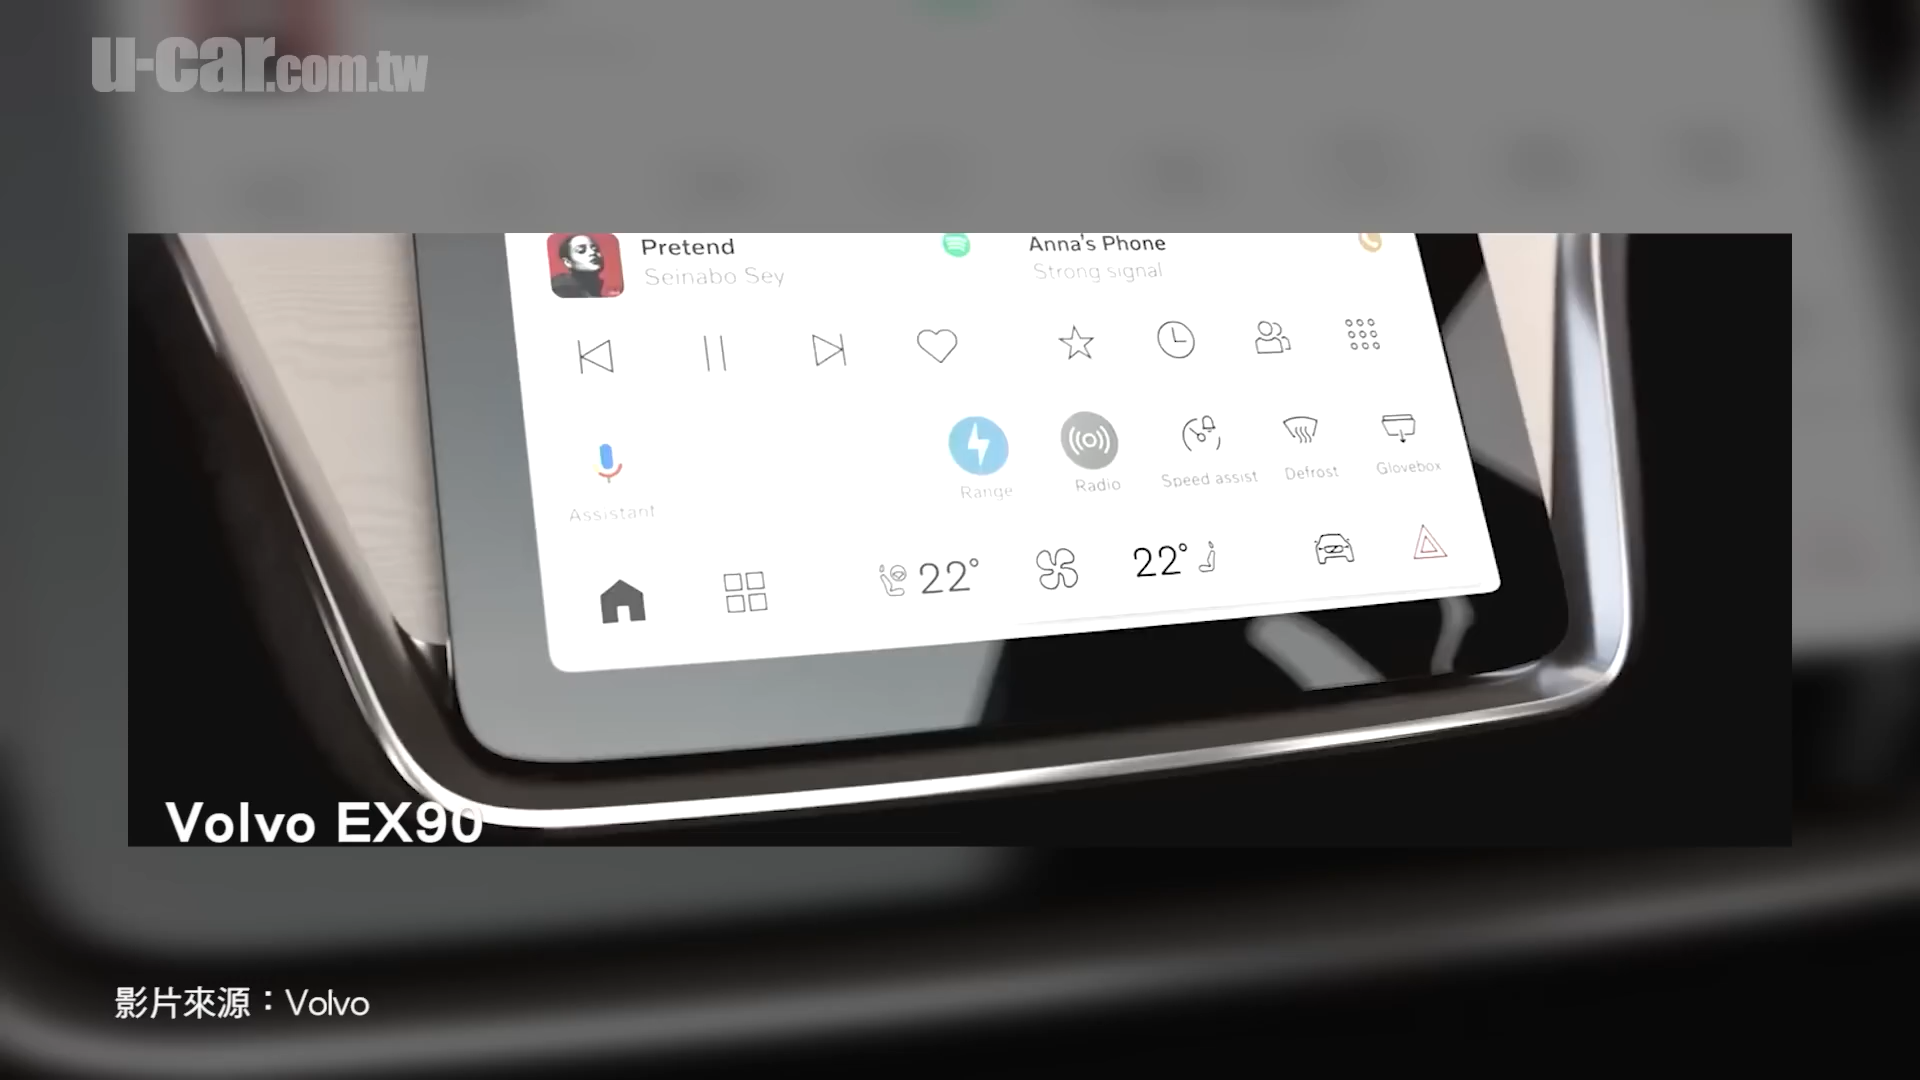 u-car.com.tw
Pretend
Seinabo Sey
Anna's Phone
Strong signal
Range
Radio
Speed assist
Defrost
Glovebox
Assistant
22°
22°
Volvo EX90
影片來源：Volvo